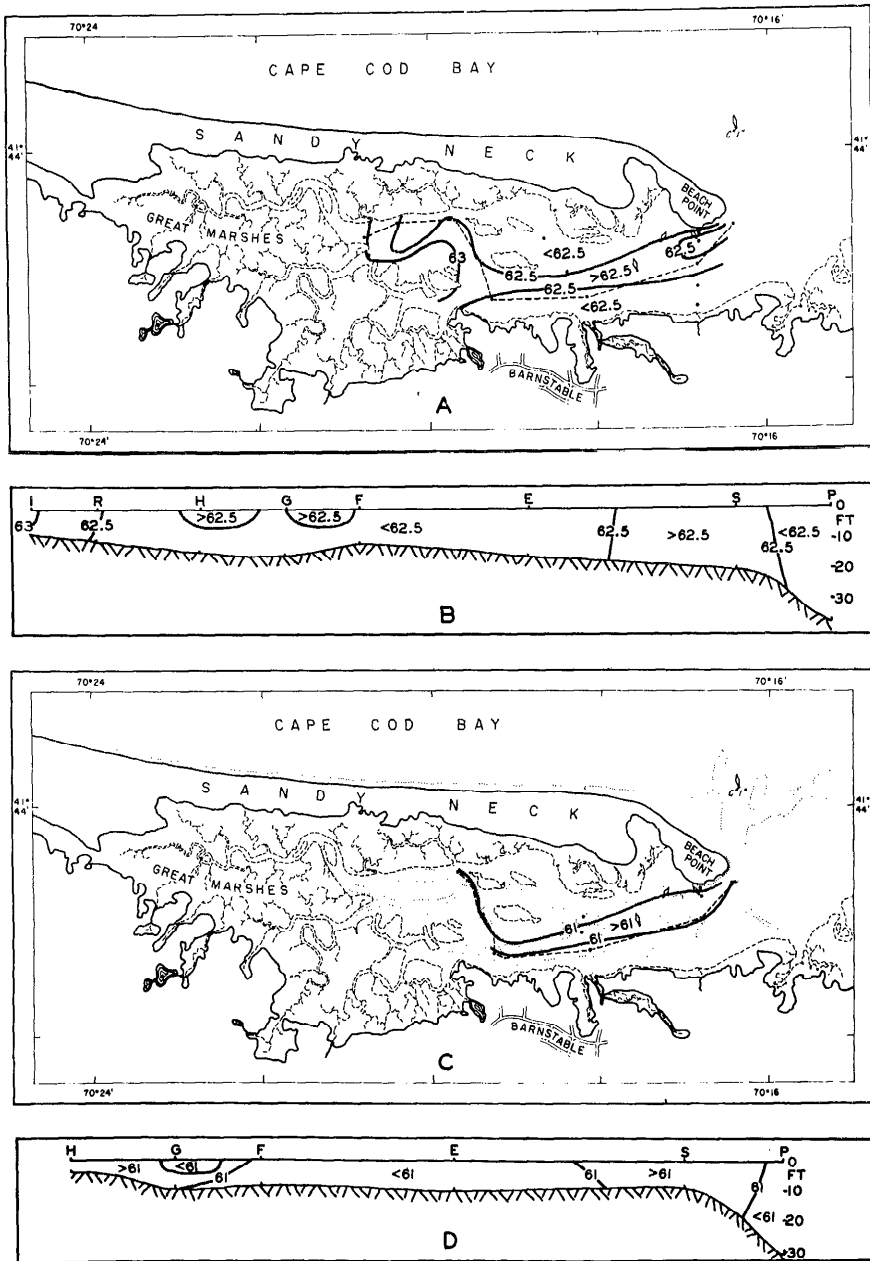 70°24
70°16'
CAPE COD BAY
41°
44'
41°
44'
SANDY NECK
BEACH
POINT
GREAT MARSHES
<62.5
62.5
63
62.5
>62.5
62.5
<62.5
BARNSTABLE
A
70°24'
70°16'
I R H G F E S P
0
FT
-10
-20
-30
63
62.5
>62.5
>62.5
<62.5
62.5
>62.5
62.5
<62.5
B
70°24
70°16'
CAPE COD BAY
41°
44'
41°
44'
SANDY NECK
BEACH
POINT
GREAT MARSHES
61
>61
61
BARNSTABLE
C
70°24'
70°16'
H G F E S P
0
FT
-10
-20
-30
>61
<61
61
<61
61
>61
61
<61
D